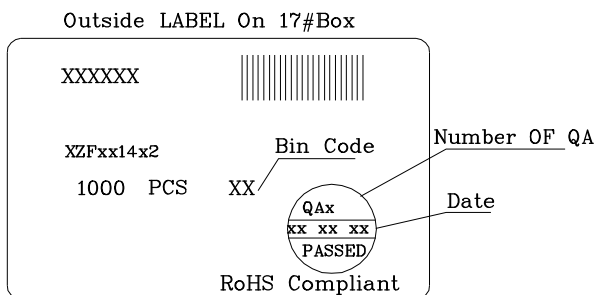 Outside LABEL On 17#Box
XXXXXX
XZFxx14x2
Bin Code
Number OF QA
1000 PCS XX
QAx
Date
xx xx xx
PASSED
RoHS Compliant